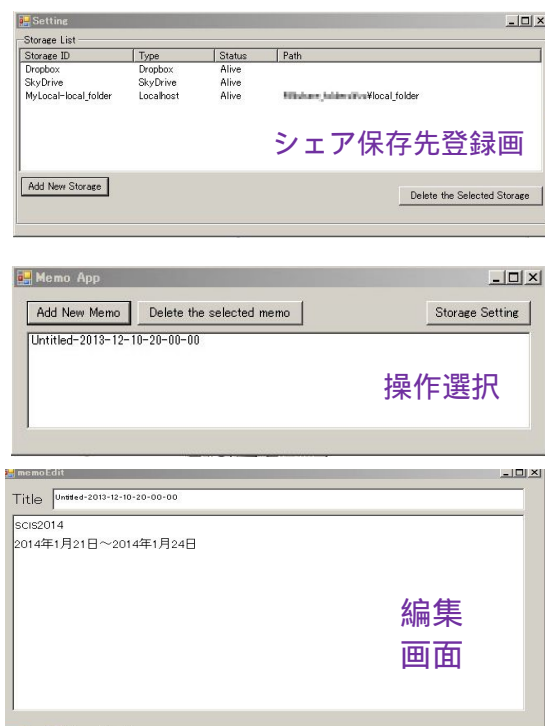 Setting
Storage List
Storage ID Type Status Path
Dropbox Dropbox Alive
SkyDrive SkyDrive Alive
MyLocal-local_folder Localhost Alive ¥local_folder
シェア保存先登録画
Add New Storage
Delete the Selected Storage
Memo App
Add New Memo Delete the selected memo Storage Setting
Untitled-2013-12-10-20-00-00
操作選択
memoEdit
Title Untitled-2013-12-10-20-00-00
SCIS2014
2014年1月21日～2014年1月24日
編集
画面